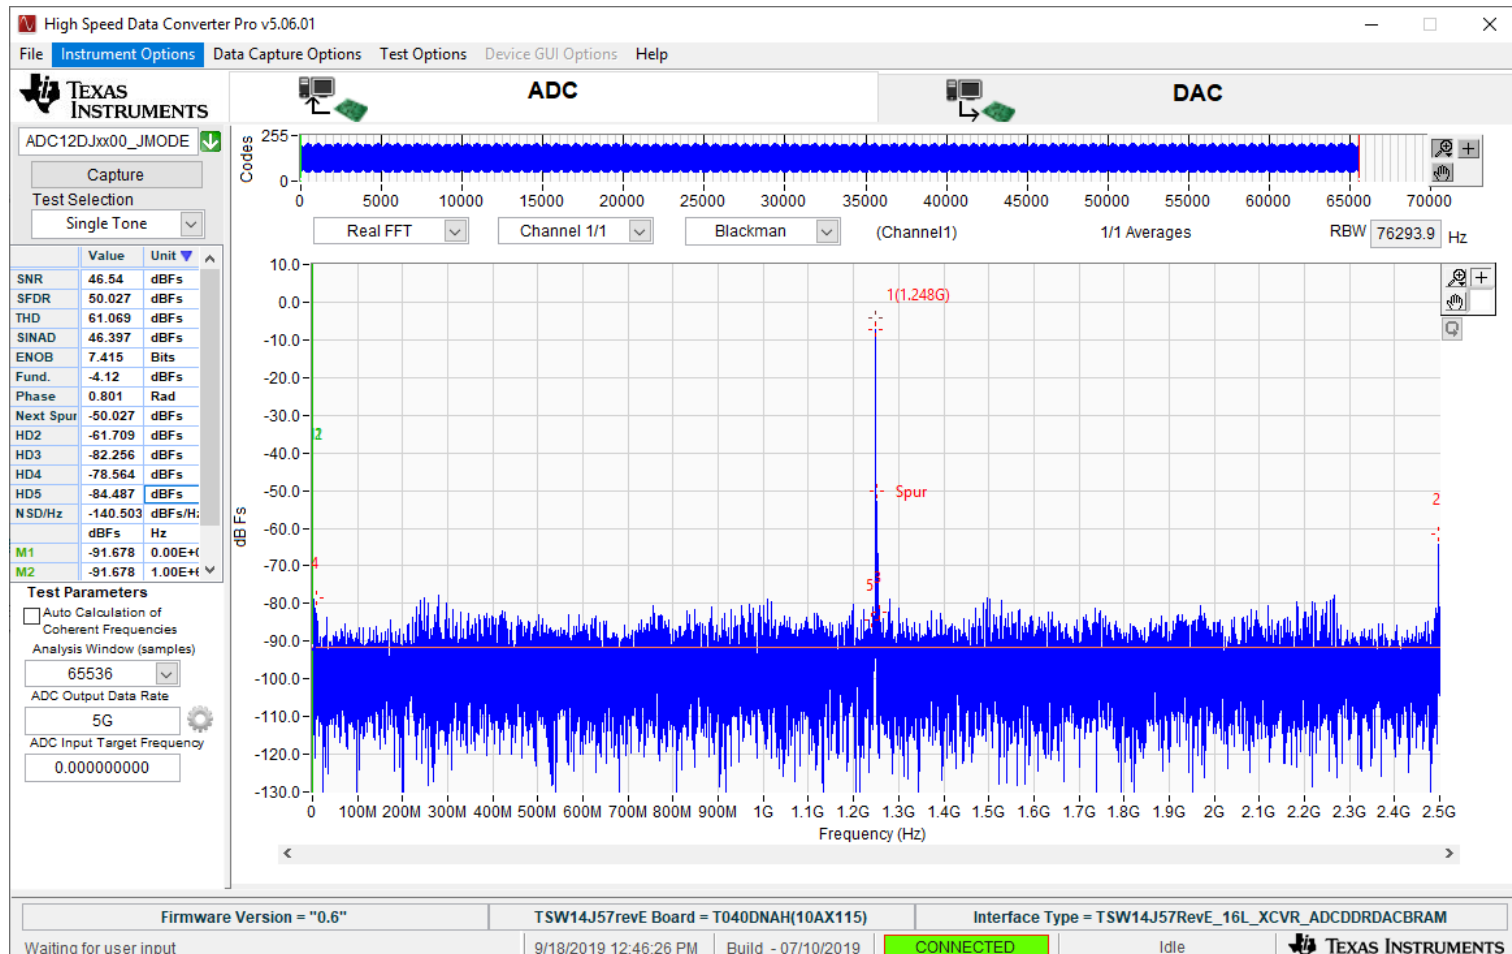 High Speed Data Converter Pro v5.06.01
File Instrument Options Data Capture Options Test Options Device GUI Options Help
TEXAS INSTRUMENTS
ADC
DAC
ADC12DJxx00_JMODE
Capture
Test Selection
Single Tone
Value Unit
SNR 46.54 dBFs
SFDR 50.027 dBFs
THD 61.069 dBFs
SINAD 46.397 dBFs
ENOB 7.415 Bits
Fund. -4.12 dBFs
Phase 0.801 Rad
Next Spur -50.027 dBFs
HD2 -61.709 dBFs
HD3 -82.256 dBFs
HD4 -78.564 dBFs
HD5 -84.487 dBFs
NSD/Hz -140.503 dBFs/Hz
dBFs Hz
M1 -91.678 0.00E+(
M2 -91.678 1.00E+6
Test Parameters
Auto Calculation of
Coherent Frequencies
Analysis Window (samples)
65536
ADC Output Data Rate
5G
ADC Input Target Frequency
0.000000000
Codes
255
0
0 5000 10000 15000 20000 25000 30000 35000 40000 45000 50000 55000 60000 65000 70000
Real FFT Channel 1/1 Blackman (Channel1) 1/1 Averages RBW 76293.9 Hz
dBFs
10.0
0.0
-10.0
-20.0
-30.0
-40.0
-50.0
-60.0
-70.0
-80.0
-90.0
-100.0
-110.0
-120.0
-130.0
1(1.248G)
Spur
2
4
5
0 100M 200M 300M 400M 500M 600M 700M 800M 900M 1G 1.1G 1.2G 1.3G 1.4G 1.5G 1.6G 1.7G 1.8G 1.9G 2G 2.1G 2.2G 2.3G 2.4G 2.5G
Frequency (Hz)
Firmware Version = "0.6" TSW14J57revE Board = T040DNAH(10AX115) Interface Type = TSW14J57RevE_16L_XCVR_ADCDDRDACBRAM
Waiting for user input 9/18/2019 12:46:26 PM Build - 07/10/2019 CONNECTED Idle TEXAS INSTRUMENTS